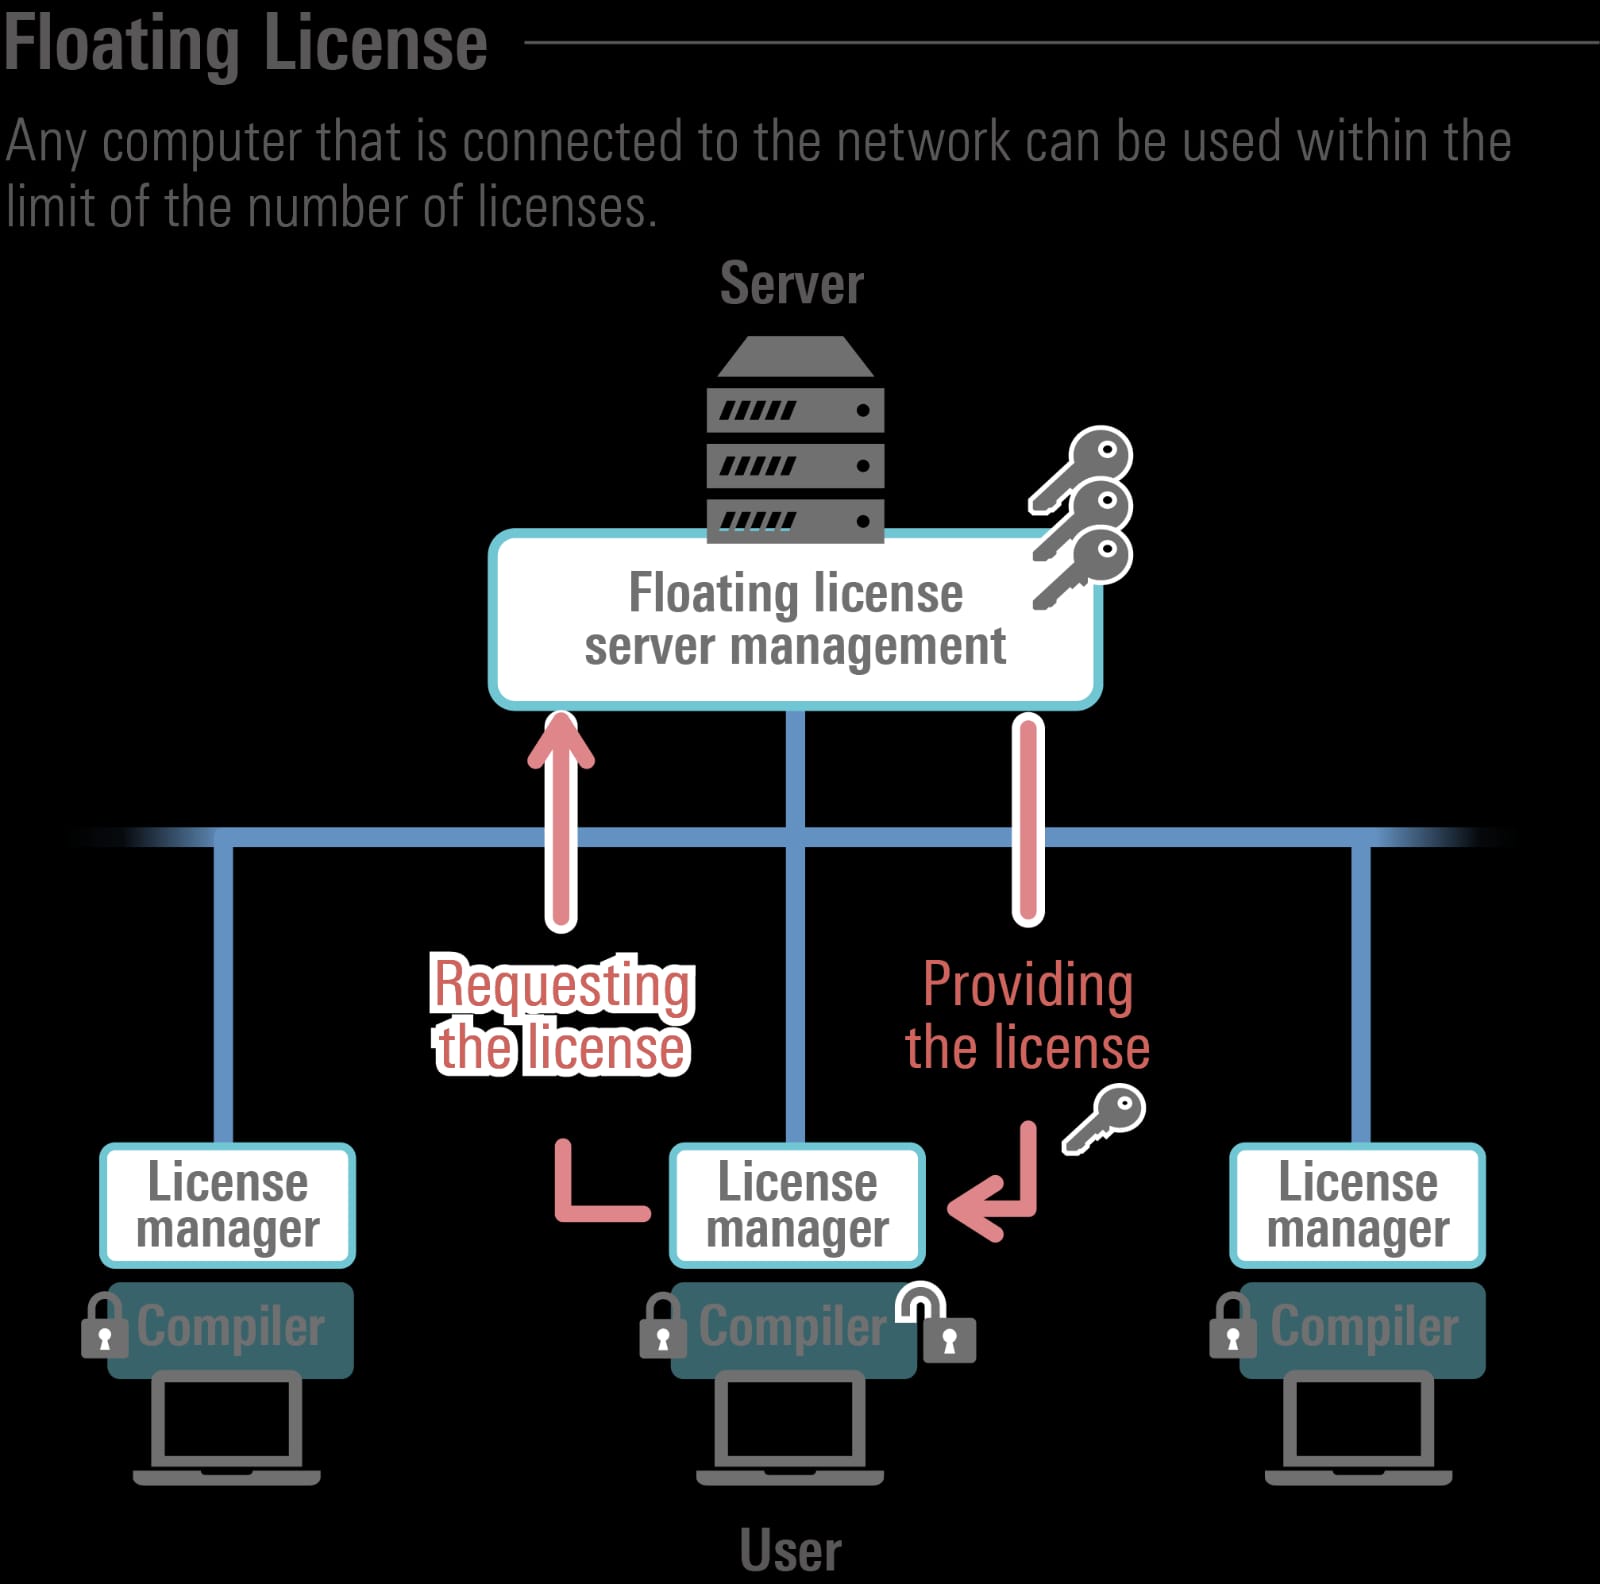 Floating License
Any computer that is connected to the network can be used within the
limit of the number of licenses.
Server
Floating license
server management
Requesting
the license
Providing
the license
License
manager
License
manager
License
manager
Compiler
Compiler
Compiler
User